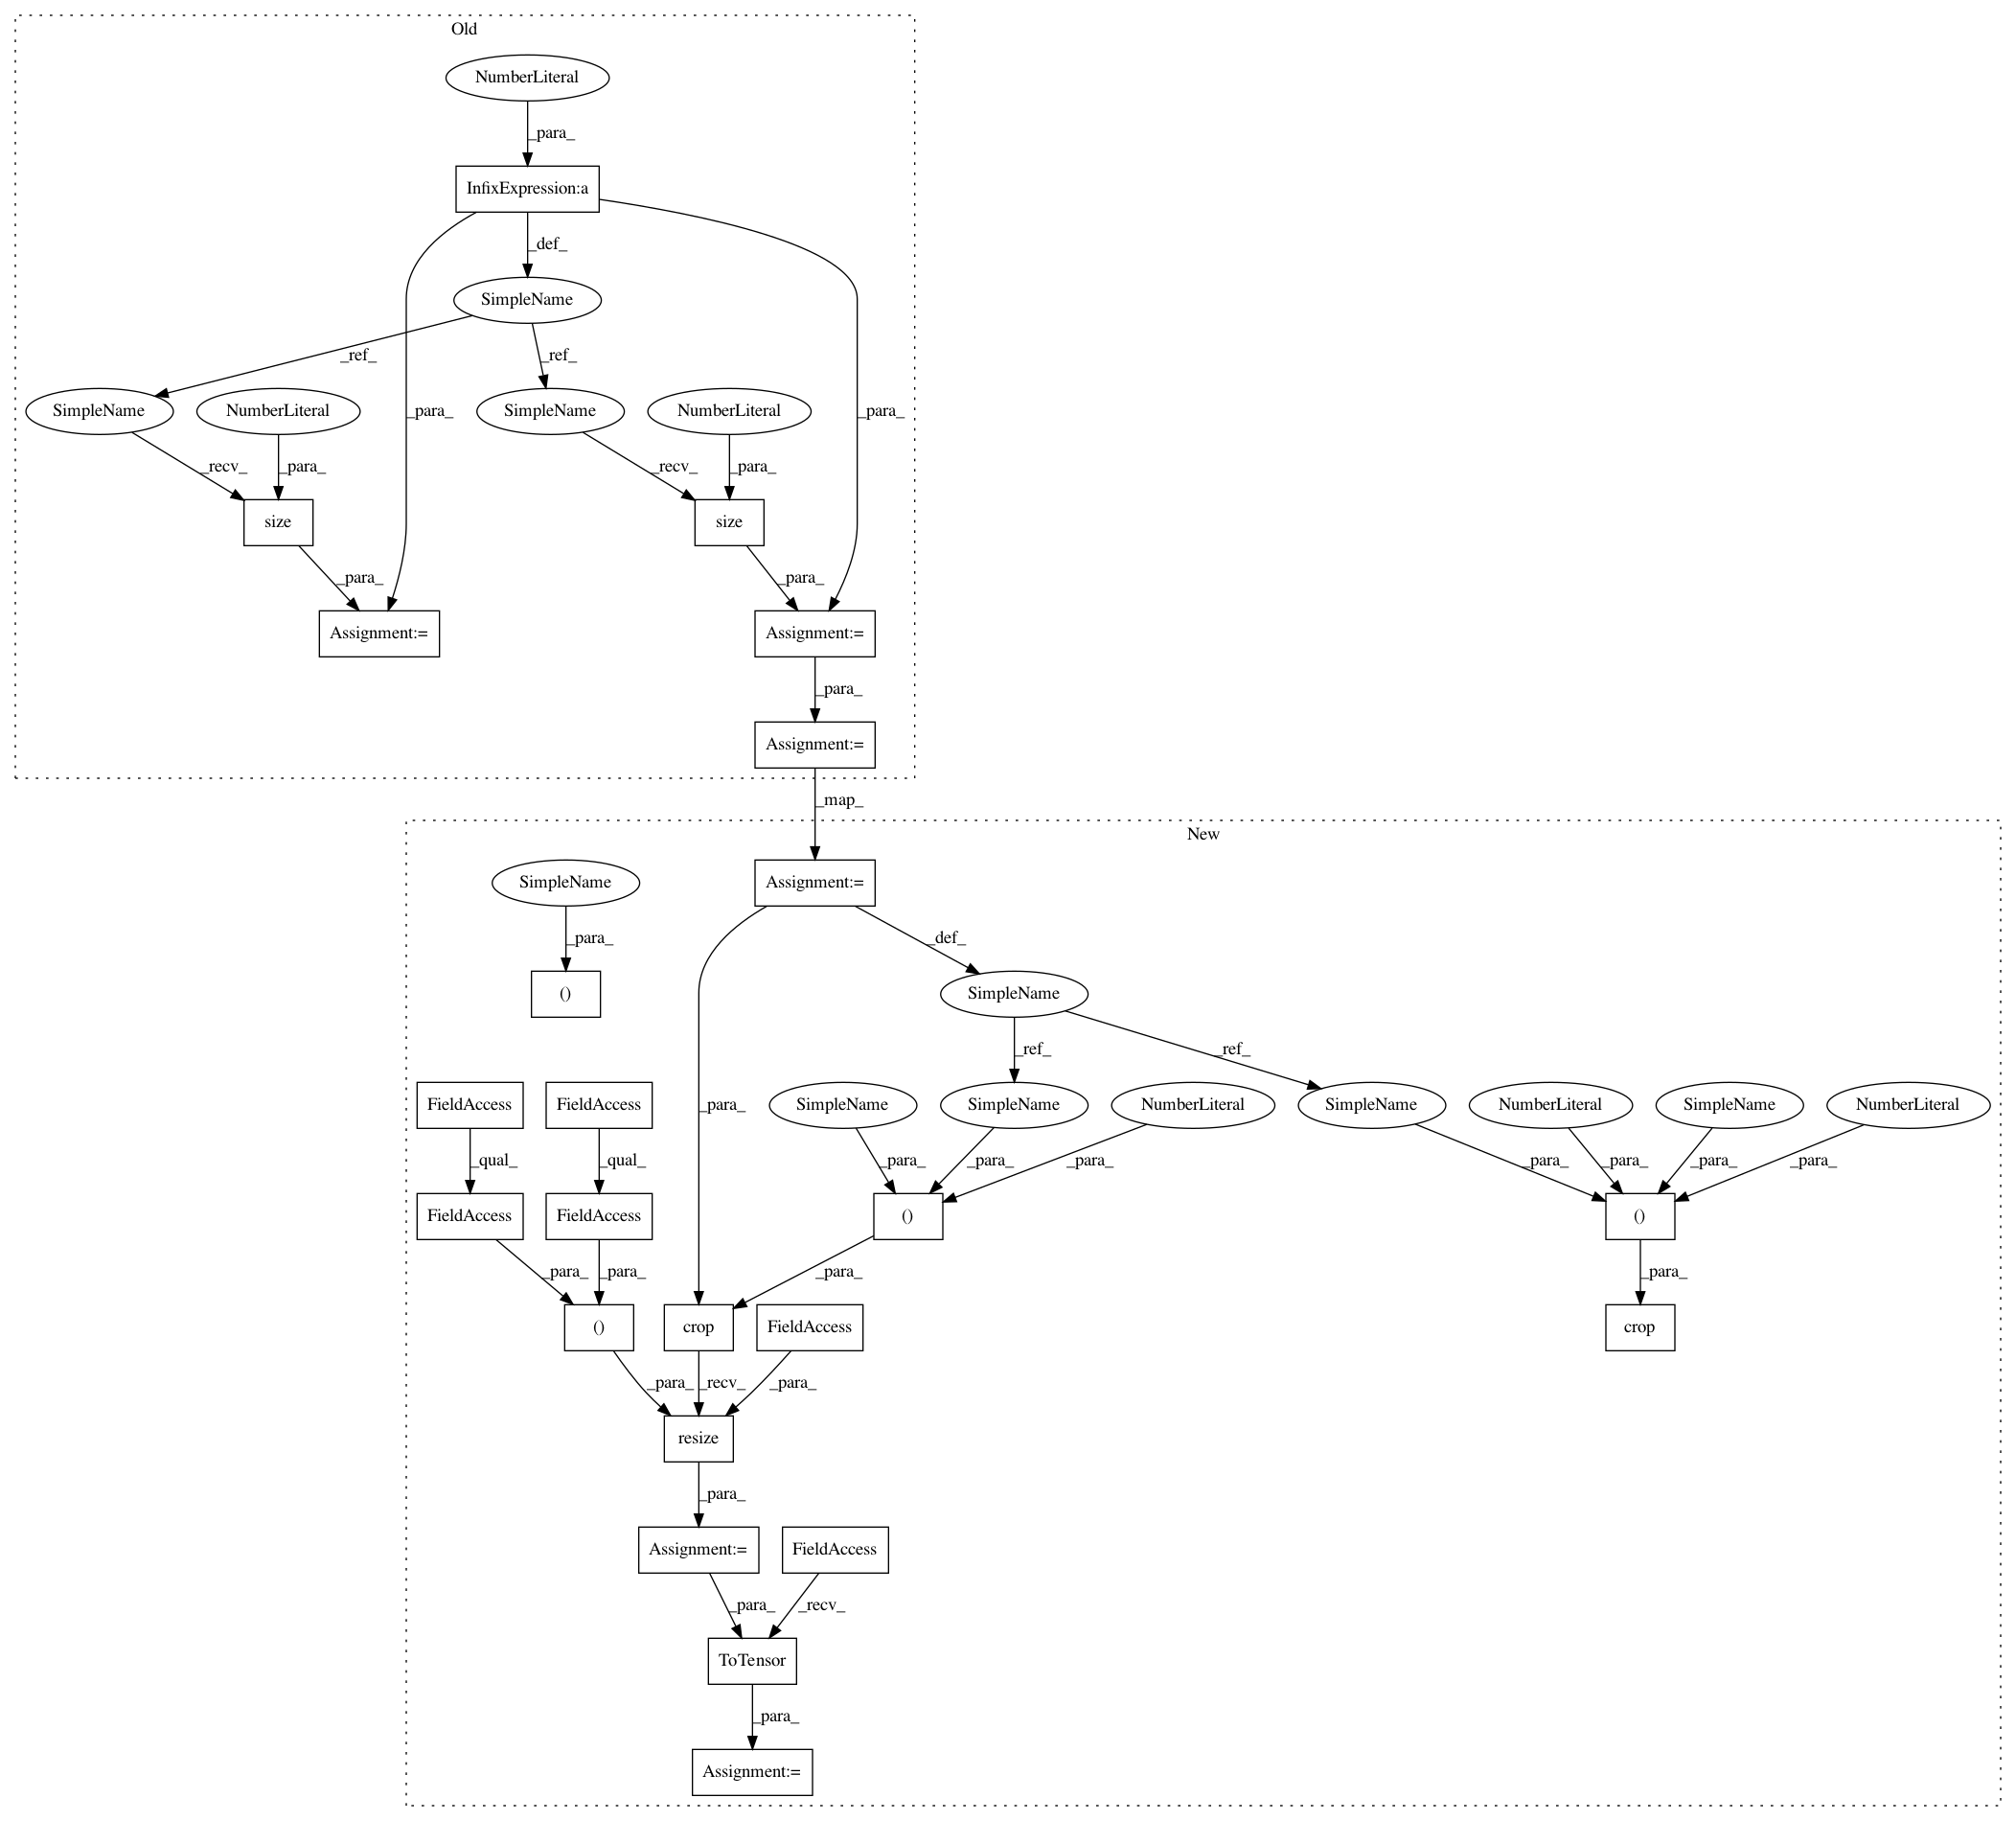 Old
NumberLiteral
_para_
InfixExpression:a
_def_
SimpleName
_ref_
_ref_
SimpleName
NumberLiteral
_para_
SimpleName
NumberLiteral
_para_
_recv_
_para_
_recv_
_para_
size
size
_para_
_para_
Assignment:=
Assignment:=
_para_
Assignment:=
_map_
New
SimpleName
Assignment:=
_para_
_def_
()
SimpleName
_ref_
_ref_
FieldAccess
FieldAccess
_para_
SimpleName
SimpleName
NumberLiteral
SimpleName
NumberLiteral
SimpleName
NumberLiteral
_qual_
_qual_
_para_
_para_
_para_
_para_
_para_
_para_
_para_
FieldAccess
FieldAccess
()
()
_para_
_para_
_para_
_para_
()
crop
FieldAccess
crop
_para_
_recv_
_para_
resize
_para_
Assignment:=
FieldAccess
_para_
_recv_
ToTensor
_para_
Assignment:=